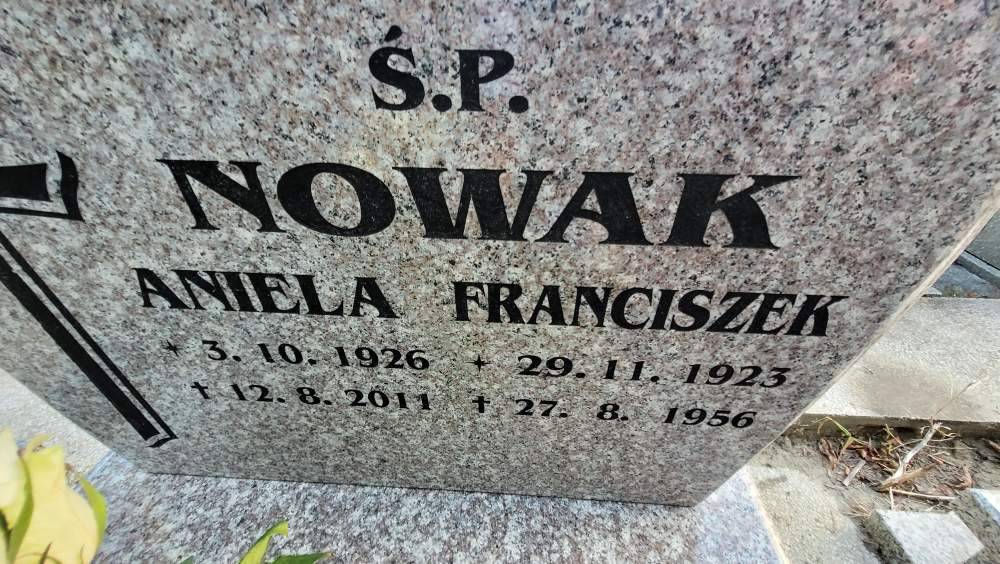 Ś.P.
NOWAK
ANIELA FRANCISZEK
3. 10. 1926 29. 11. 1923
† 12. 8. 2011 † 27. 8. 1956